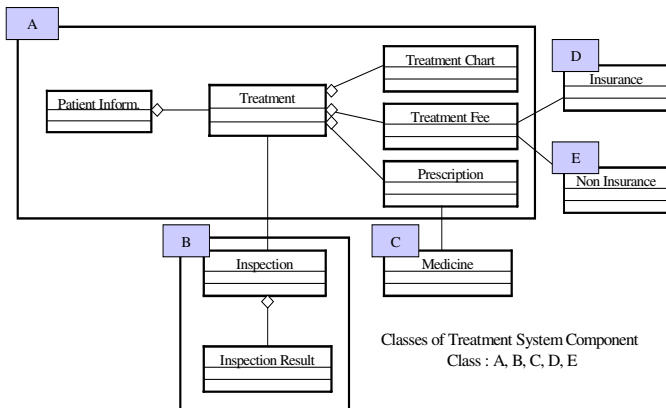 A
D
Treatment Chart
Insurance
Patient Inform.
Treatment
Treatment Fee
E
Prescription
Non Insurance
B
C
Inspection
Medicine
Classes of Treatment System Component
Inspection Result
Class : A, B, C, D, E